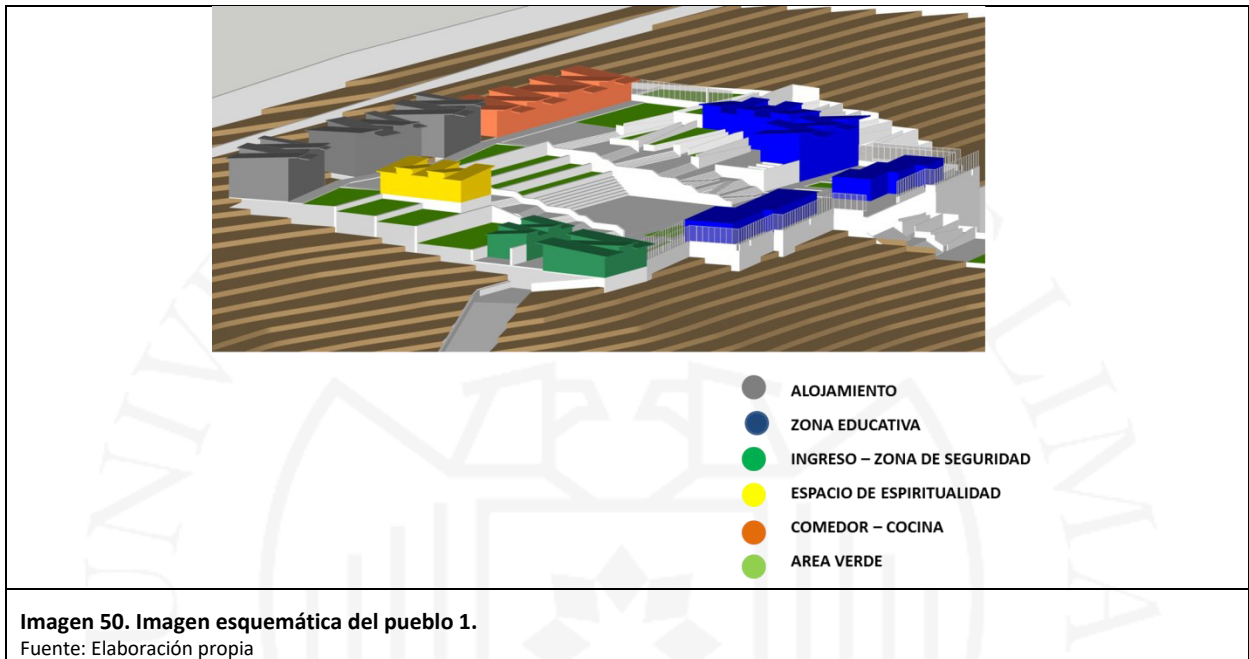 ALOJAMIENTO
ZONA EDUCATIVA
INGRESO – ZONA DE SEGURIDAD
ESPACIO DE ESPIRITUALIDAD
COMEDOR – COCINA
AREA VERDE
Imagen 50. Imagen esquemática del pueblo 1.
Fuente: Elaboración propia